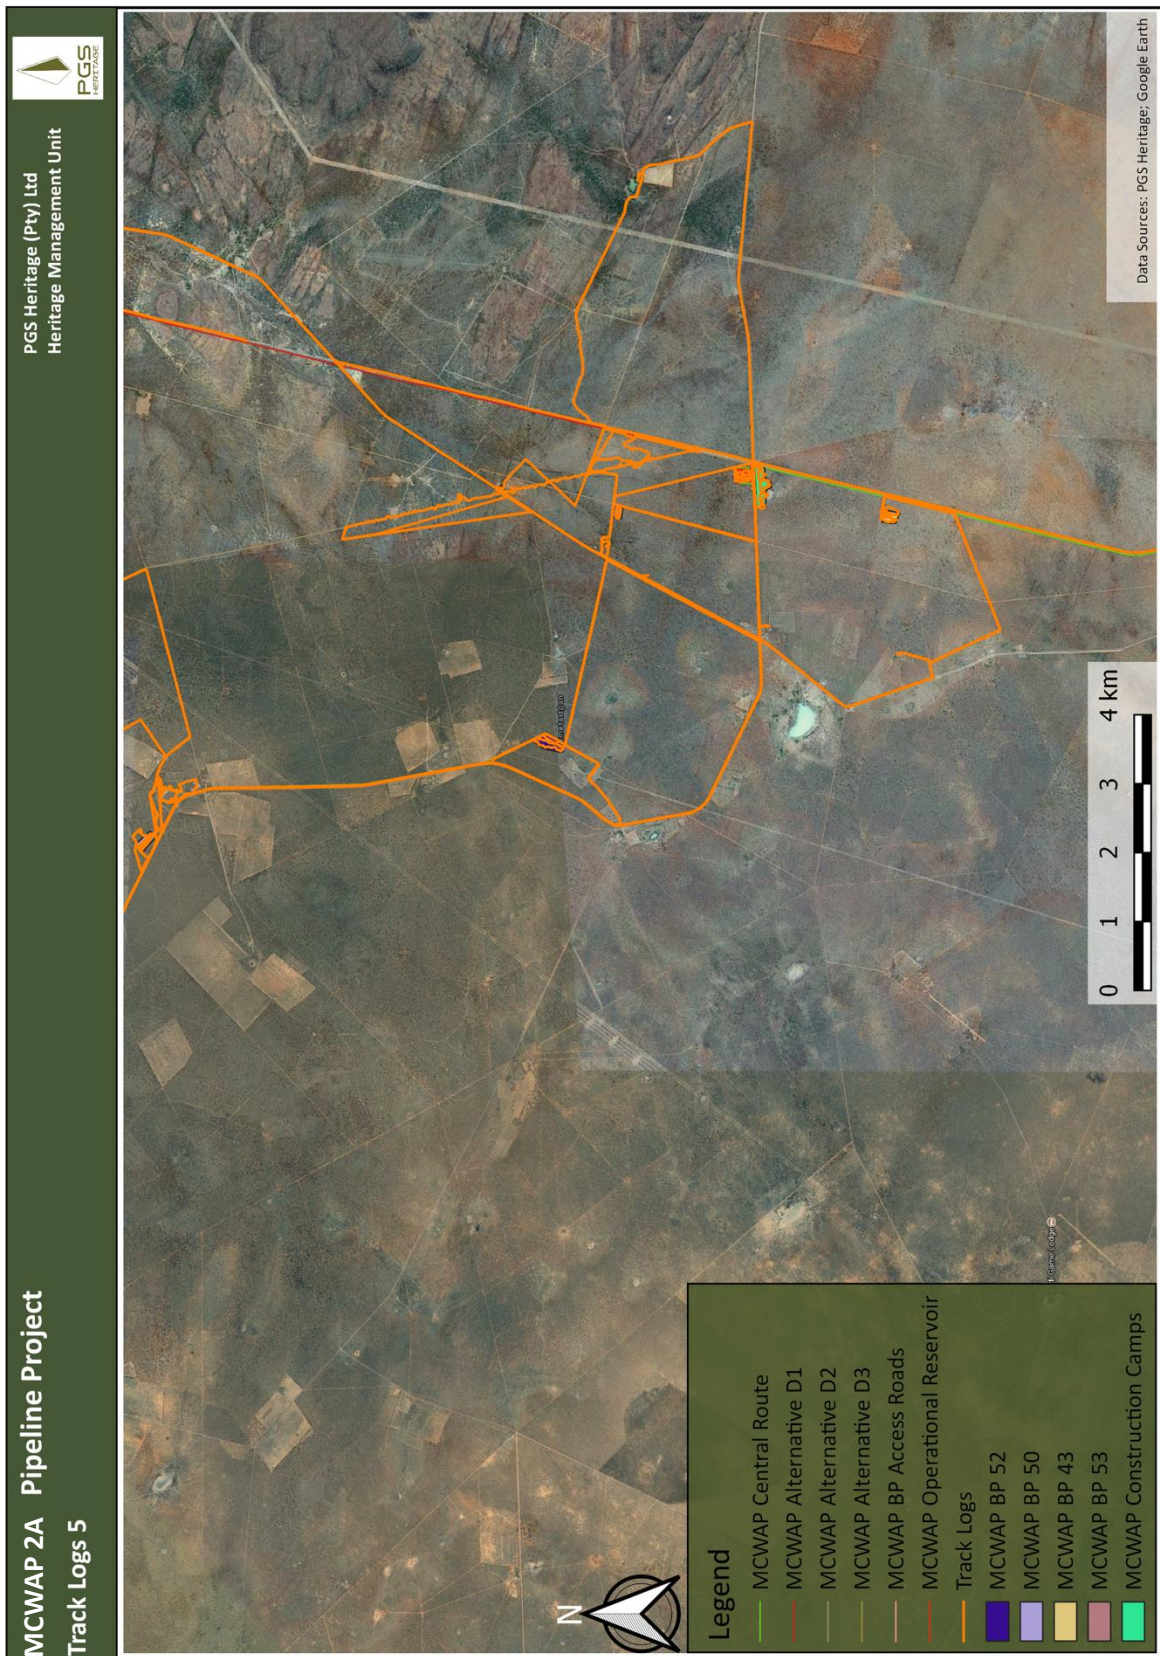 MCWAP 2A Pipeline Project
Track Logs 5
PGS Heritage (Pty) Ltd
Heritage Management Unit
PGS
HERITAGE
N
Legend
MCWAP Central Route
MCWAP Alternative D1
MCWAP Alternative D2
MCWAP Alternative D3
MCWAP BP Access Roads
MCWAP Operational Reservoir
Track Logs
MCWAP BP 52
MCWAP BP 50
MCWAP BP 43
MCWAP BP 53
MCWAP Construction Camps
Game Lodge
0 1 2 3 4 km
Data Sources: PGS Heritage; Google Earth